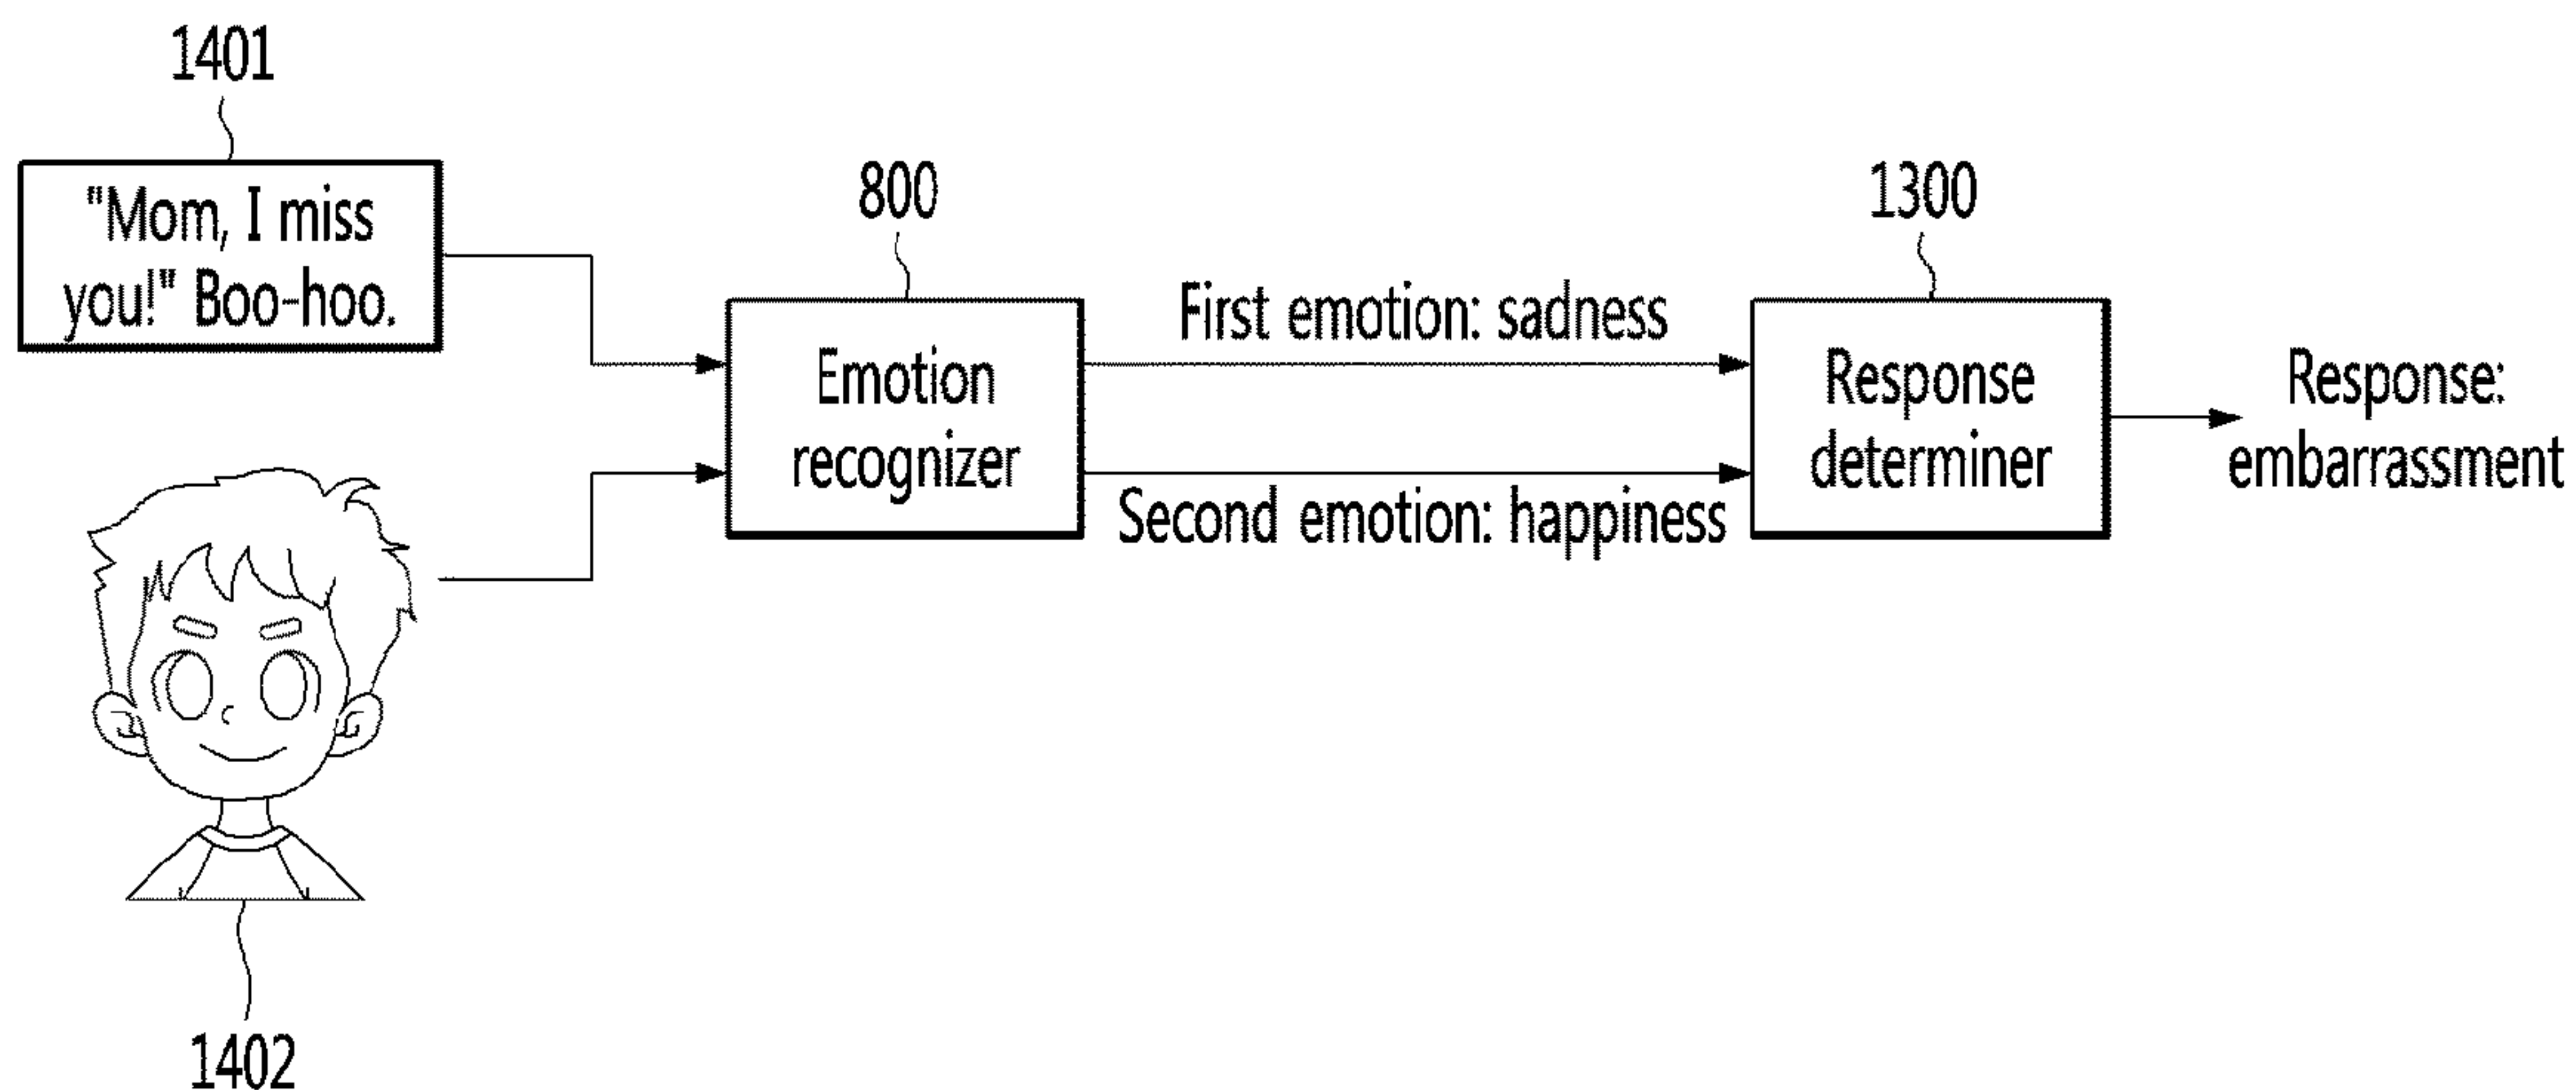 1401
"Mom, I miss
you!" Boo-hoo.
800
Emotion
recognizer
First emotion: sadness
Second emotion: happiness
1300
Response
determiner
Response:
embarrassment
1402